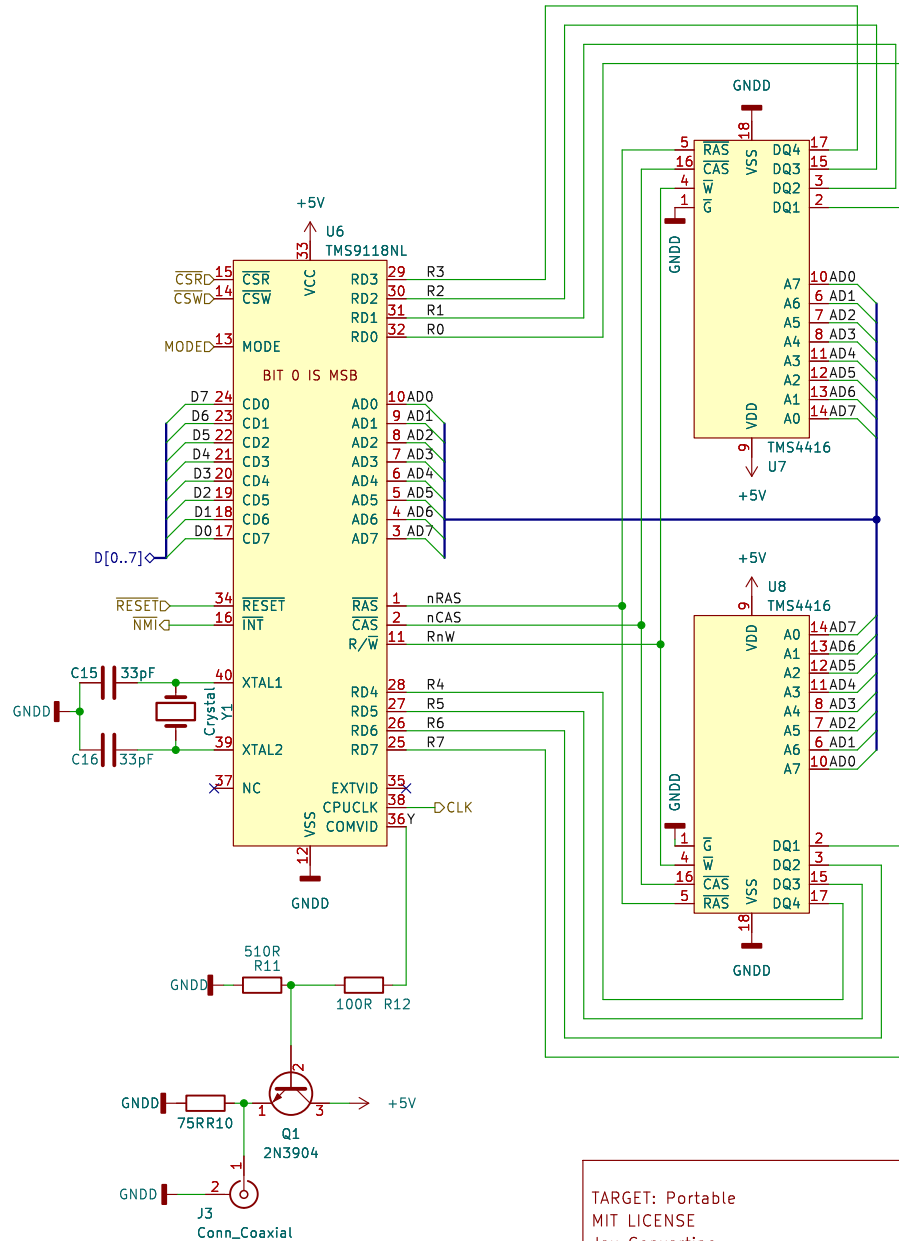 GNDD
18
5 RAS VSS DQ4 17
16 CAS DQ3 15
4 W DQ2 3
1 G DQ1 2
GNDD
A7 10 AD0
A6 6 AD1
A5 7 AD2
A4 8 AD3
A3 11 AD4
A2 12 AD5
A1 13 AD6
A0 14 AD7
VDD
9
TMS4416
U7
+5V
+5V
U6
TMS9118NL
33
VCC
CSR 15 CSR RD3 29 R3
CSW 14 CSW RD2 30 R2
RD1 31 R1
RD0 32 R0
MODE 13 MODE
BIT 0 IS MSB
D7 24 CD0 AD0 10 AD0
D6 23 CD1 AD1 9 AD1
D5 22 CD2 AD2 8 AD2
D4 21 CD3 AD3 7 AD3
D3 20 CD4 AD4 6 AD4
D2 19 CD5 AD5 5 AD5
D1 18 CD6 AD6 4 AD6
D0 17 CD7 AD7 3 AD7
D[0..7]
RESET 34 RESET RAS 1 nRAS
NMI 16 INT CAS 2 nCAS
R/W 11 RnW
C15 33pF 40 XTAL1
RD4 28 R4
RD5 27 R5
RD6 26 R6
RD7 25 R7
GNDD
Crystal
Y1
C16 33pF 39 XTAL2
37 NC EXTVID 35
CPUCLK 38 CLK
COMVID 36 Y
VSS
12
GNDD
+5V
U8
TMS4416
9
VDD
A0 14 AD7
A1 13 AD6
A2 12 AD5
A3 11 AD4
A4 8 AD3
A5 7 AD2
A6 6 AD1
A7 10 AD0
GNDD
1 G DQ1 2
4 W DQ2 3
16 CAS VSS DQ3 15
5 RAS DQ4 17
18
GNDD
510R
R11
GNDD
100R R12
2
GNDD
75R R10
1
3
+5V
Q1
2N3904
1
GNDD 2
J3
Conn_Coaxial
TARGET: Portable
MIT LICENSE